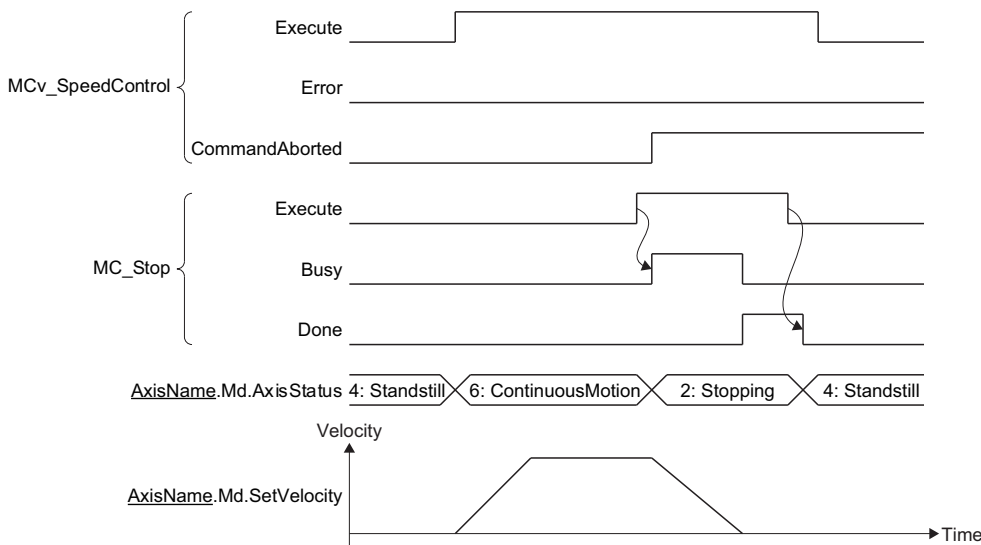 MCv_SpeedControl
Execute
Error
CommandAborted
MC_Stop
Execute
Busy
Done
AxisName.Md.AxisStatus 4: Standstill 6: ContinuousMotion 2: Stopping 4: Standstill
Velocity
AxisName.Md.SetVelocity
Time